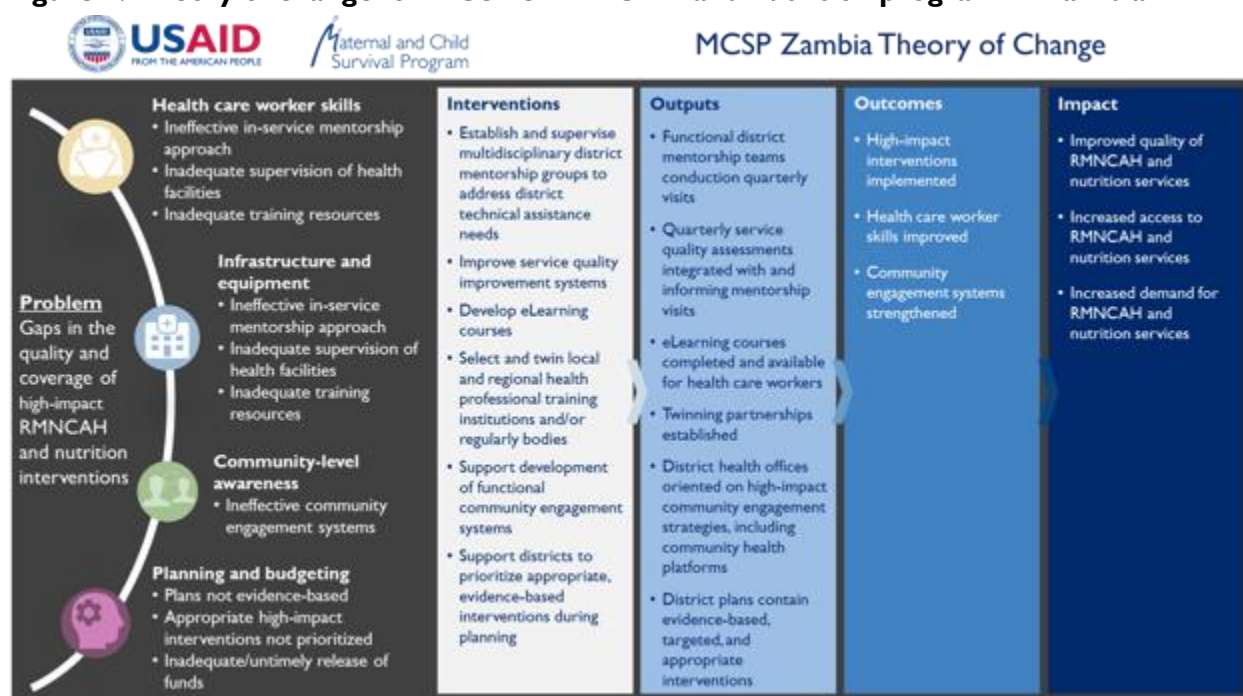 USAID
FROM THE AMERICAN PEOPLE
Maternal and Child
Survival Program
MCSP Zambia Theory of Change
Problem
Gaps in the
quality and
coverage of
high-impact
RMNCAH
and nutrition
interventions
Health care worker skills
• Ineffective in-service mentorship
approach
• Inadequate supervision of health
facilities
• Inadequate training resources
Infrastructure and
equipment
• Ineffective in-service
mentorship approach
• Inadequate supervision of
health facilities
• Inadequate training
resources
Community-level
awareness
• Ineffective community
engagement systems
Planning and budgeting
• Plans not evidence-based
• Appropriate high-impact
interventions not prioritized
• Inadequate/untimely release of
funds
Interventions
• Establish and supervise
multidisciplinary district
mentorship groups to
address district
technical assistance
needs
• Improve service quality
improvement systems
• Develop eLearning
courses
• Select and twin local
and regional health
professional training
institutions and/or
regularly bodies
• Support development
of functional
community engagement
systems
• Support districts to
prioritize appropriate,
evidence-based
interventions during
planning
Outputs
• Functional district
mentorship teams
conduction quarterly
visits
• Quarterly service
quality assessments
integrated with and
informing mentorship
visits
• eLearning courses
completed and available
for health care workers
• Twinning partnerships
established
• District health offices
oriented on high-impact
community engagement
strategies, including
community health
platforms
• District plans contain
evidence-based,
targeted, and
appropriate
interventions
Outcomes
• High-impact
interventions
implemented
• Health care worker
skills improved
• Community
engagement systems
strengthened
Impact
• Improved quality of
RMNCAH and
nutrition services
• Increased access to
RMNCAH and
nutrition services
• Increased demand for
RMNCAH and
nutrition services